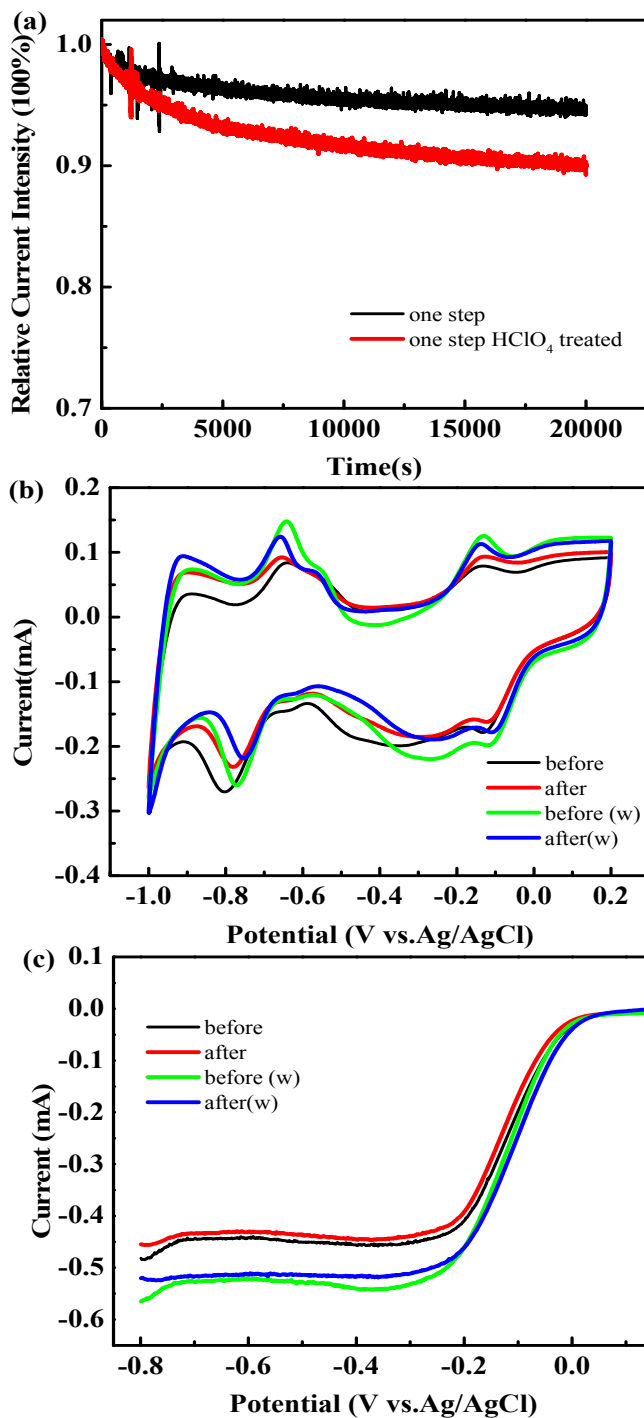 (a)
Relative Current Intensity (100%)
1.0
0.9
0.8
0.7
one step
one step HClO₄ treated
0 5000 10000 15000 20000
Time(s)
(b)
Current(mA)
0.2
0.1
0.0
-0.1
-0.2
-0.3
-0.4
before
after
before (w)
after(w)
-1.0 -0.8 -0.6 -0.4 -0.2 0.0 0.2
Potential (V vs.Ag/AgCl)
(c)
Current (mA)
0.1
0.0
-0.1
-0.2
-0.3
-0.4
-0.5
-0.6
before
after
before (w)
after(w)
-0.8 -0.6 -0.4 -0.2 0.0
Potential (V vs.Ag/AgCl)